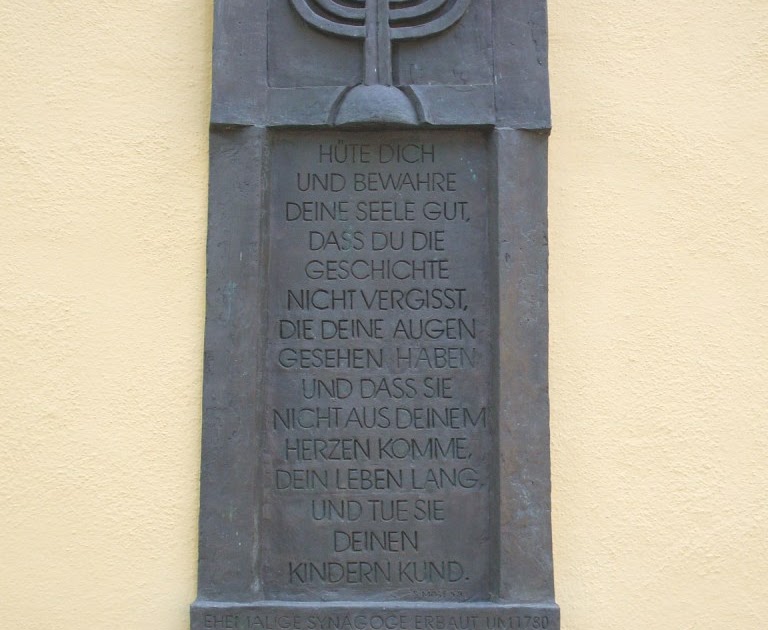 HÜTE DICH
UND BEWAHRE
DEINE SEELE GUT,
DASS DU DIE
GESCHICHTE
NICHT VERGISST,
DIE DEINE AUGEN
GESEHEN HABEN
UND DASS SIE
NICHT AUS DEINEM
HERZEN KOMME,
DEIN LEBEN LANG.
UND TUE SIE
DEINEN
KINDERN KUND.
EHEMALIGE SYNAGOGE ERBAUT UM 1780